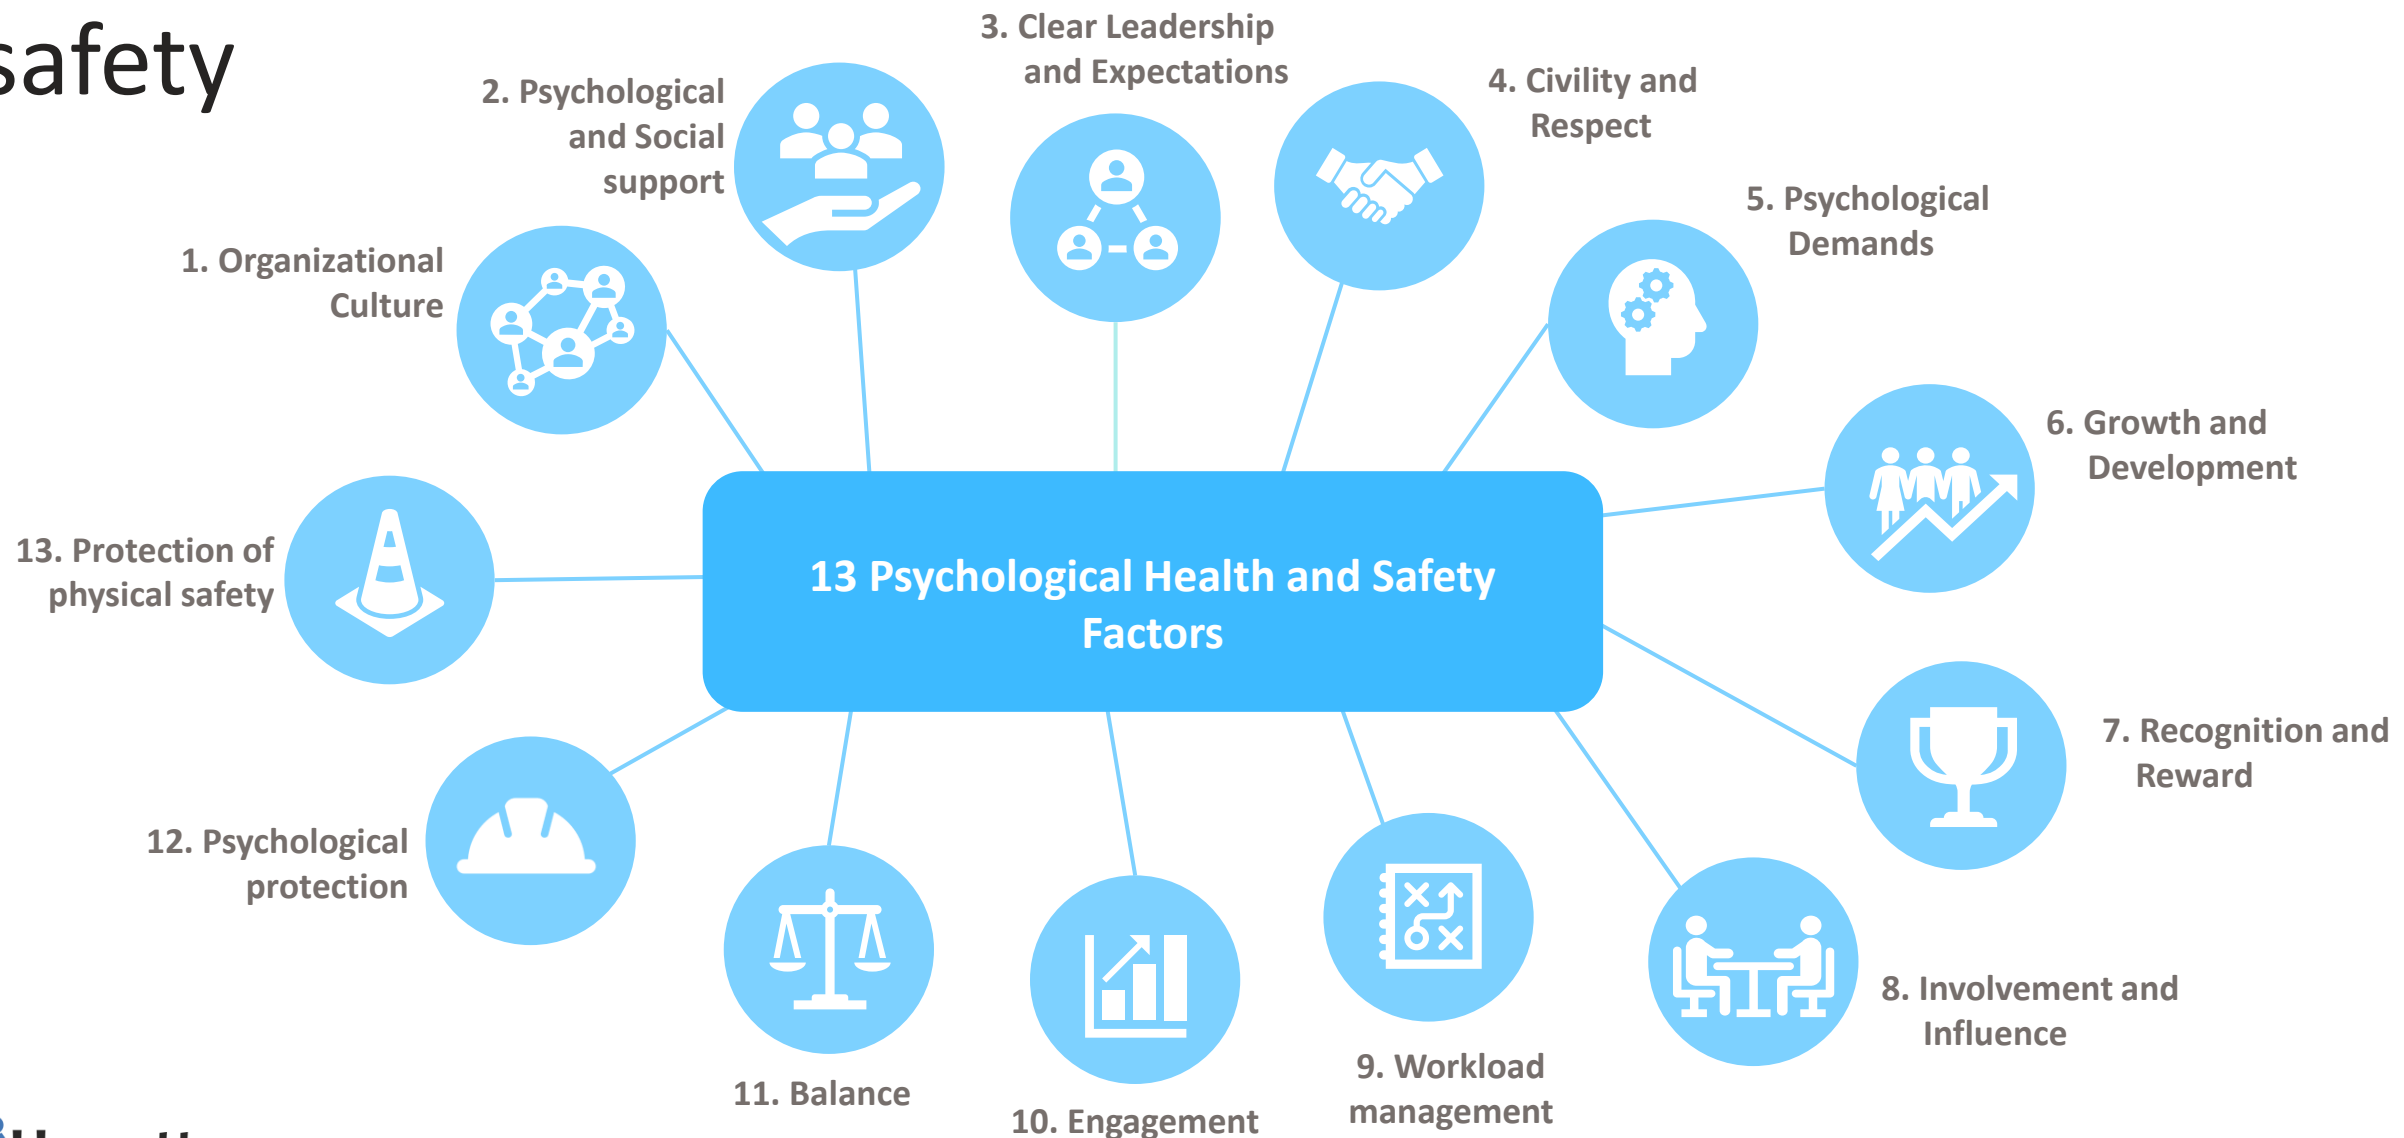 safety
1. Organizational
Culture
2. Psychological
and Social
support
3. Clear Leadership
and Expectations
4. Civility and
Respect
5. Psychological
Demands
6. Growth and
Development
7. Recognition and
Reward
8. Involvement and
Influence
9. Workload
management
10. Engagement
11. Balance
12. Psychological
protection
13. Protection of
physical safety
13 Psychological Health and Safety
Factors